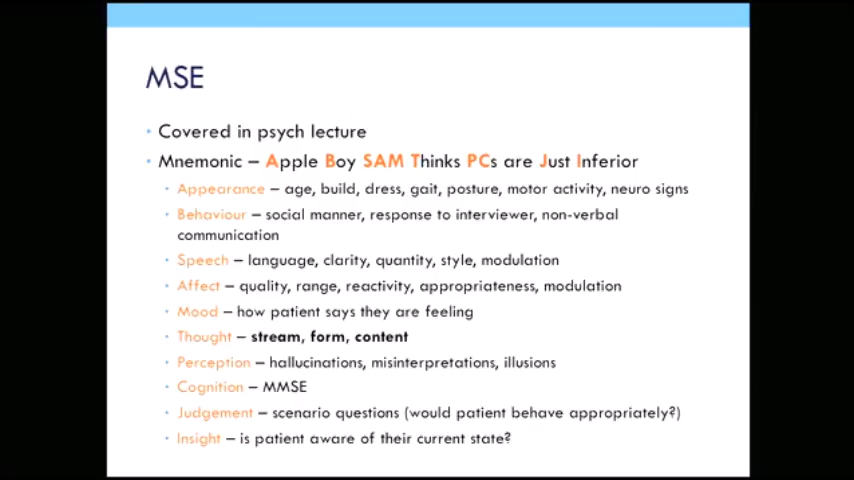 MSE
• Covered in psych lecture
• Mnemonic – Apple Boy SAM Thinks PCs are Just Inferior
• Appearance – age, build, dress, gait, posture, motor activity, neuro signs
• Behaviour – social manner, response to interviewer, non-verbal
communication
• Speech – language, clarity, quantity, style, modulation
• Affect – quality, range, reactivity, appropriateness, modulation
• Mood – how patient says they are feeling
• Thought – stream, form, content
• Perception – hallucinations, misinterpretations, illusions
• Cognition – MMSE
• Judgement – scenario questions (would patient behave appropriately?)
• Insight – is patient aware of their current state?